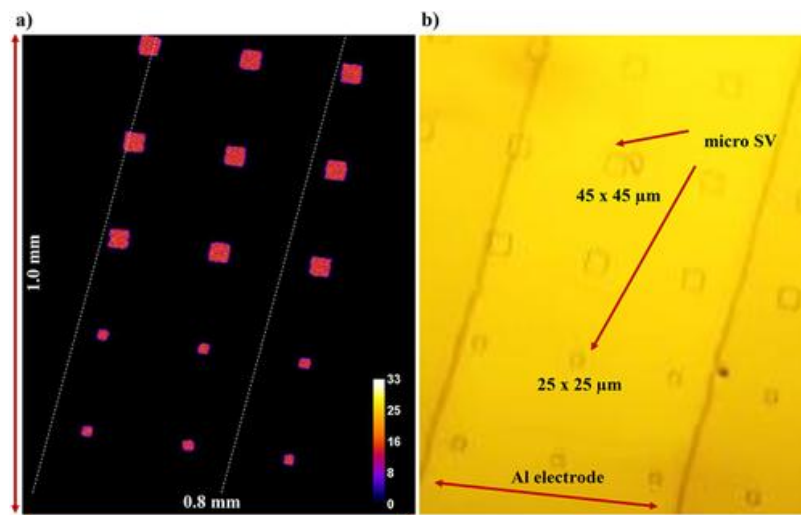 a)
b)
micro SV
45 x 45 µm
1.0 mm
25 x 25 µm
33
25
16
8
0
Al electrode
0.8 mm